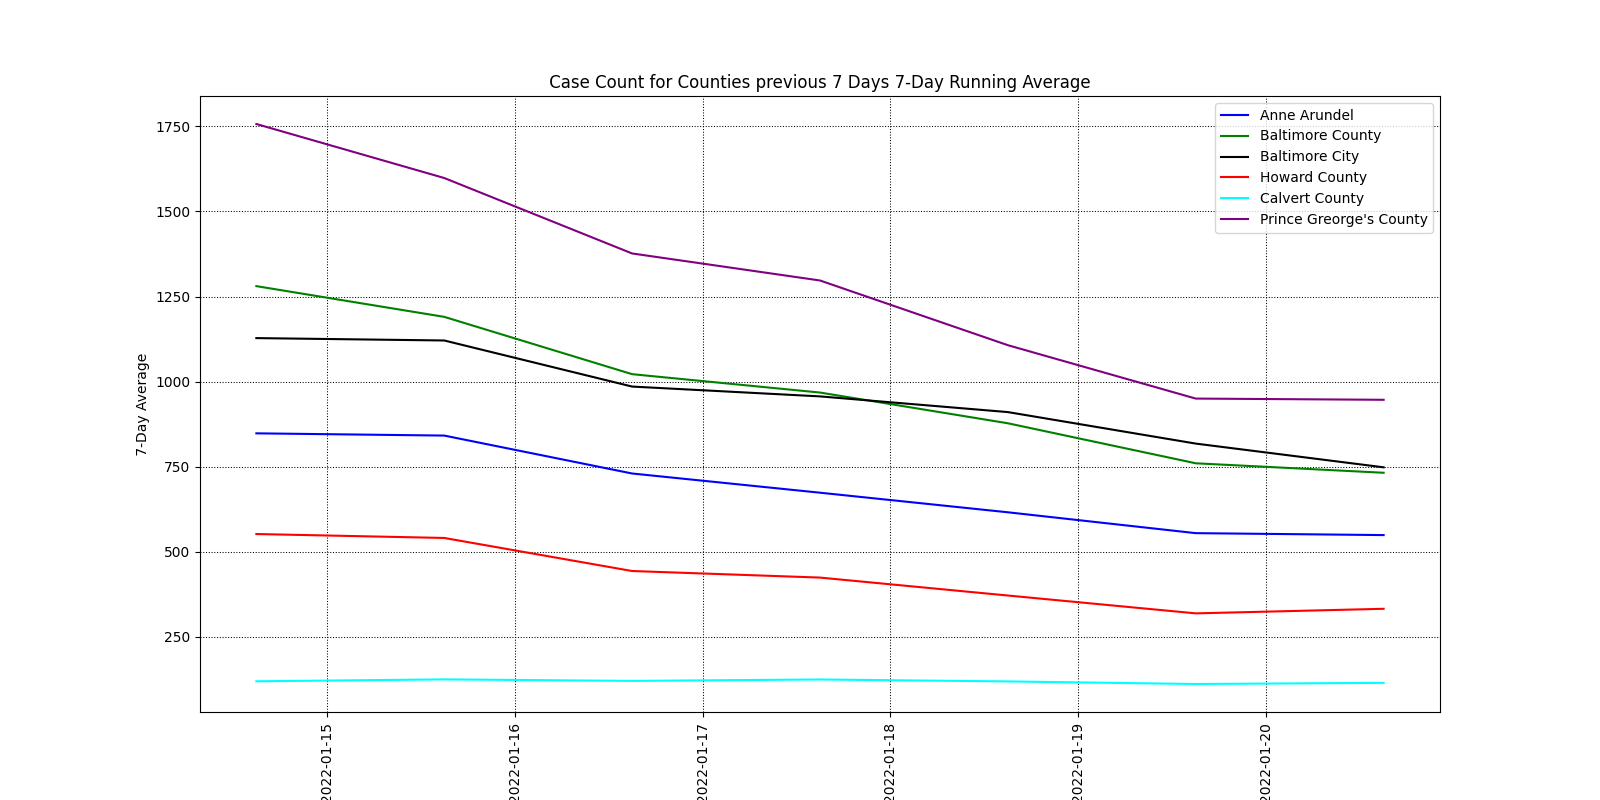 Case Count for Counties previous 7 Days 7-Day Running Average
Anne Arundel
Baltimore County
Baltimore City
Howard County
Calvert County
Prince Greorge's County
1750
1500
1250
1000
750
500
250
7-Day Average
2022-01-15
2022-01-16
2022-01-17
2022-01-18
2022-01-19
2022-01-20